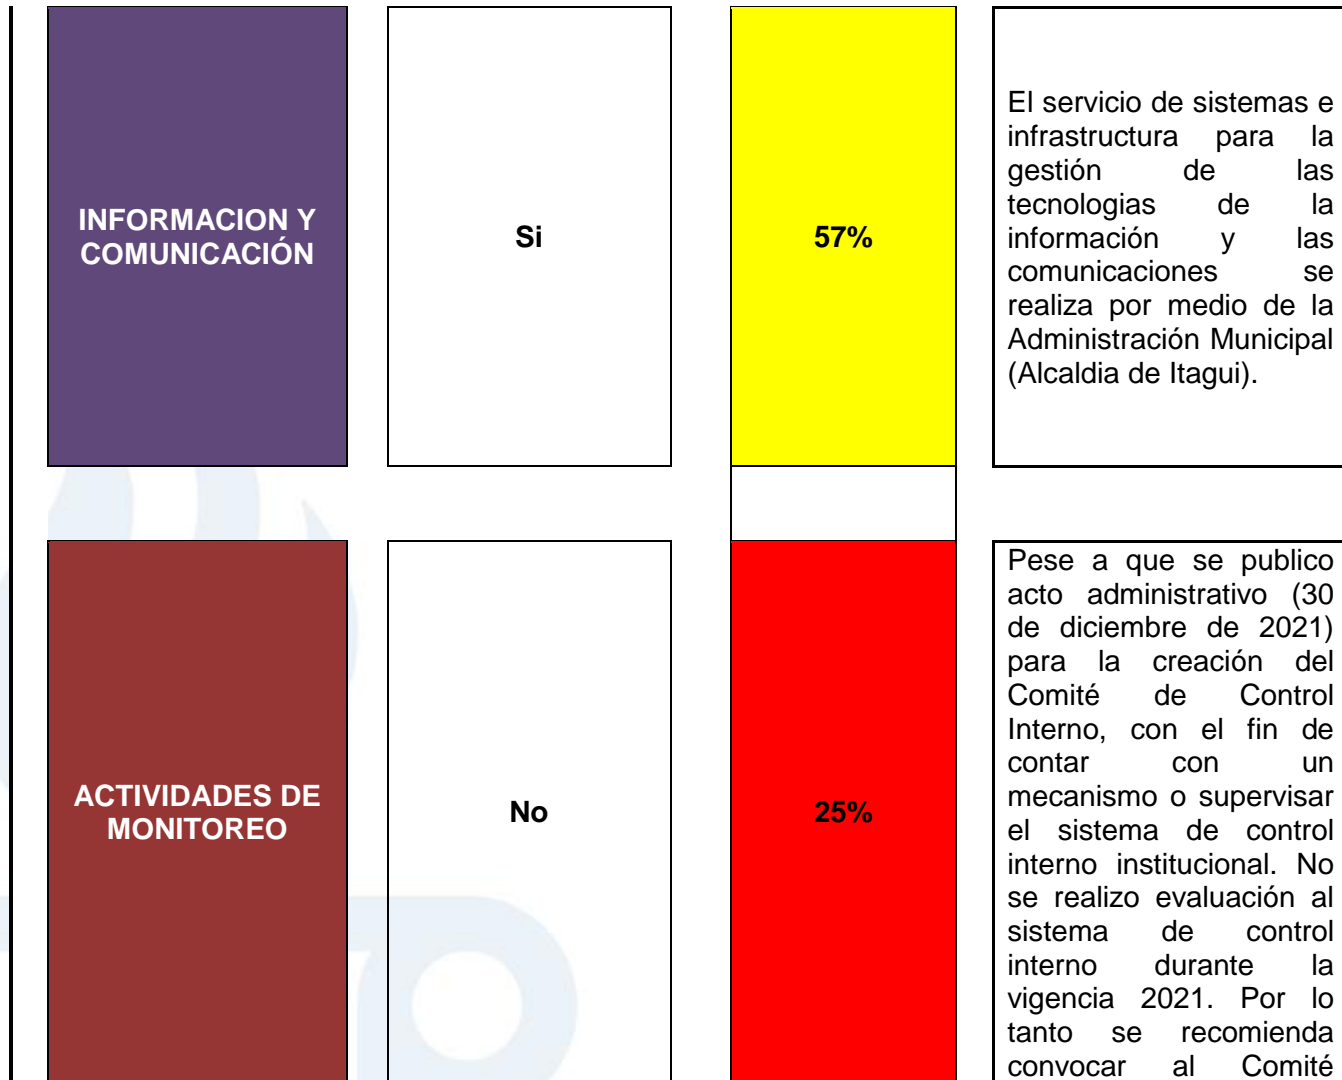 INFORMACION Y
COMUNICACIÓN
Si
57%
El servicio de sistemas e
infrastructura para la
gestión de las
tecnologias de la
información y las
comunicaciones se
realiza por medio de la
Administración Municipal
(Alcaldia de Itagui).
ACTIVIDADES DE
MONITOREO
No
25%
Pese a que se publico
acto administrativo (30
de diciembre de 2021)
para la creación del
Comité de Control
Interno, con el fin de
contar con un
mecanismo o supervisar
el sistema de control
interno institucional. No
se realizo evaluación al
sistema de control
interno durante la
vigencia 2021. Por lo
tanto se recomienda
convocar al Comité